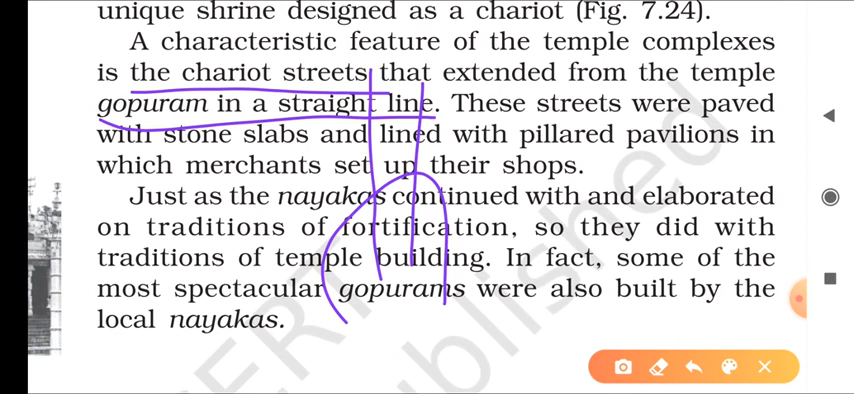 unique shrine designed as a chariot (Fig. 7.24).
A characteristic feature of the temple complexes
is the chariot streets that extended from the temple
gopuram in a straight line. These streets were paved
with stone slabs and lined with pillared pavilions in
which merchants set up their shops.
Just as the nayakas continued with and elaborated
on traditions of fortification, so they did with
traditions of temple building. In fact, some of the
most spectacular gopurams were also built by the
local nayakas.